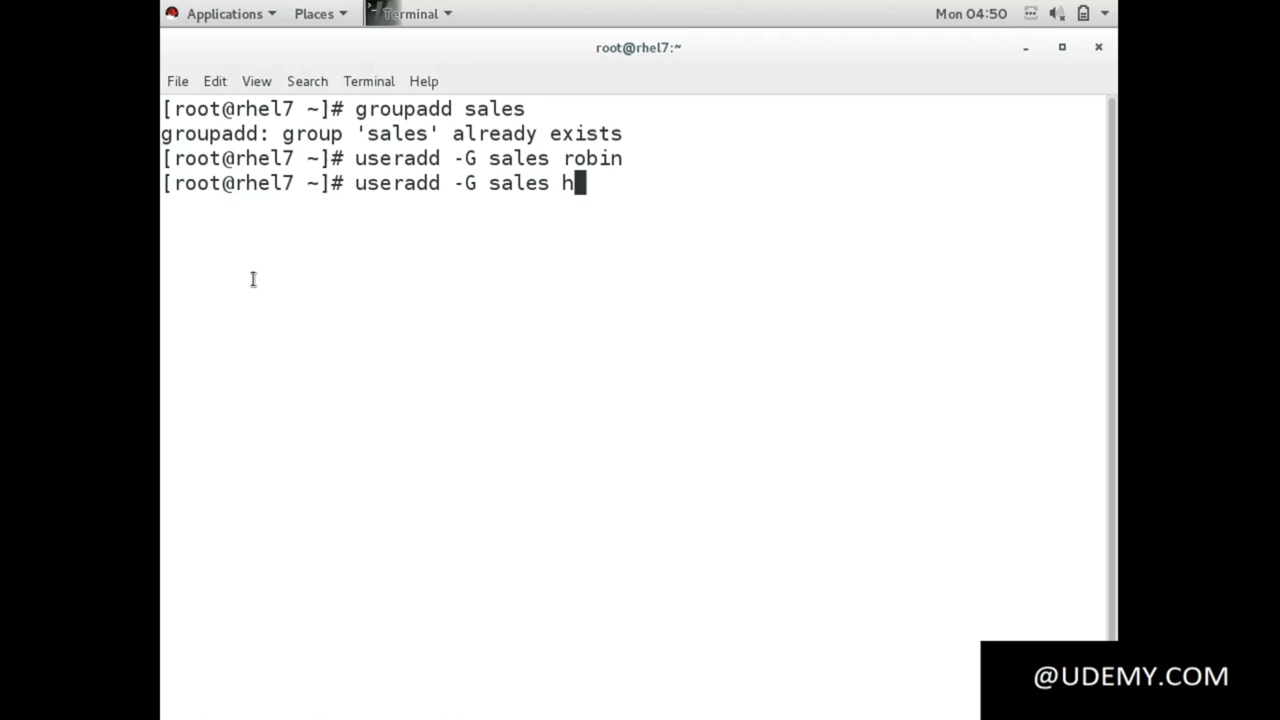 Applications Places Terminal Mon 04:50
root@rhel7:~
File Edit View Search Terminal Help
[root@rhel7 ~]# groupadd sales
groupadd: group 'sales' already exists
[root@rhel7 ~]# useradd -G sales robin
[root@rhel7 ~]# useradd -G sales h
@UDEMY.COM